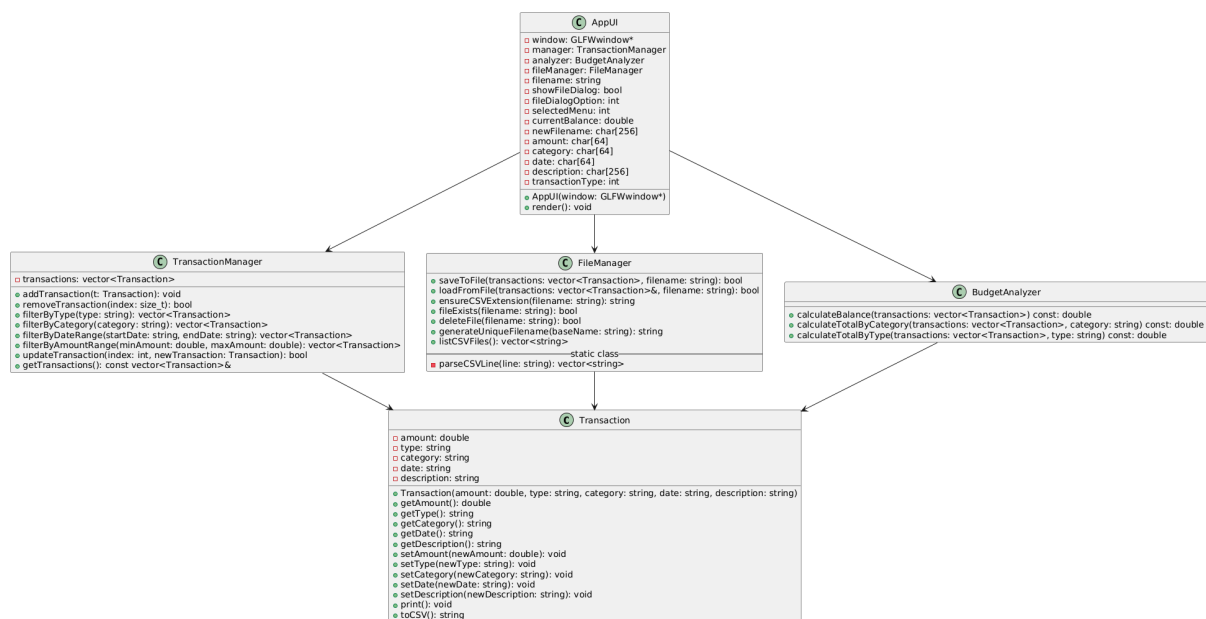 C AppUI
window: GLFWwindow*
manager: TransactionManager
analyzer: BudgetAnalyzer
fileManager: FileManager
filename: string
showFileDialog: bool
fileDialogOption: int
selectedMenu: int
currentBalance: double
newFilename: char[256]
amount: char[64]
category: char[64]
date: char[64]
description: char[256]
transactionType: int
AppUI(window: GLFWwindow*)
render(): void
C TransactionManager
transactions: vector<Transaction>
addTransaction(t: Transaction): void
removeTransaction(index: size_t): bool
filterByType(type: string): vector<Transaction>
filterByCategory(category: string): vector<Transaction>
filterByDateRange(startDate: string, endDate: string): vector<Transaction>
filterByAmountRange(minAmount: double, maxAmount: double): vector<Transaction>
updateTransaction(index: int, newTransaction: Transaction): bool
getTransactions(): const vector<Transaction>&
C FileManager
saveToFile(transactions: vector<Transaction>, filename: string): bool
loadFromFile(transactions: vector<Transaction>&, filename: string): bool
ensureCSVExtension(filename: string): string
fileExists(filename: string): bool
deleteFile(filename: string): bool
generateUniqueFilename(baseName: string): string
listCSVFiles(): vector<string>
static class
parseCSVLine(line: string): vector<string>
C BudgetAnalyzer
calculateBalance(transactions: vector<Transaction>) const: double
calculateTotalByCategory(transactions: vector<Transaction>, category: string) const: double
calculateTotalByType(transactions: vector<Transaction>, type: string) const: double
C Transaction
amount: double
type: string
category: string
date: string
description: string
Transaction(amount: double, type: string, category: string, date: string, description: string)
getAmount(): double
getType(): string
getCategory(): string
getDate(): string
getDescription(): string
setAmount(newAmount: double): void
setType(newType: string): void
setCategory(newCategory: string): void
setDate(newDate: string): void
setDescription(newDescription: string): void
print(): void
toCSV(): string